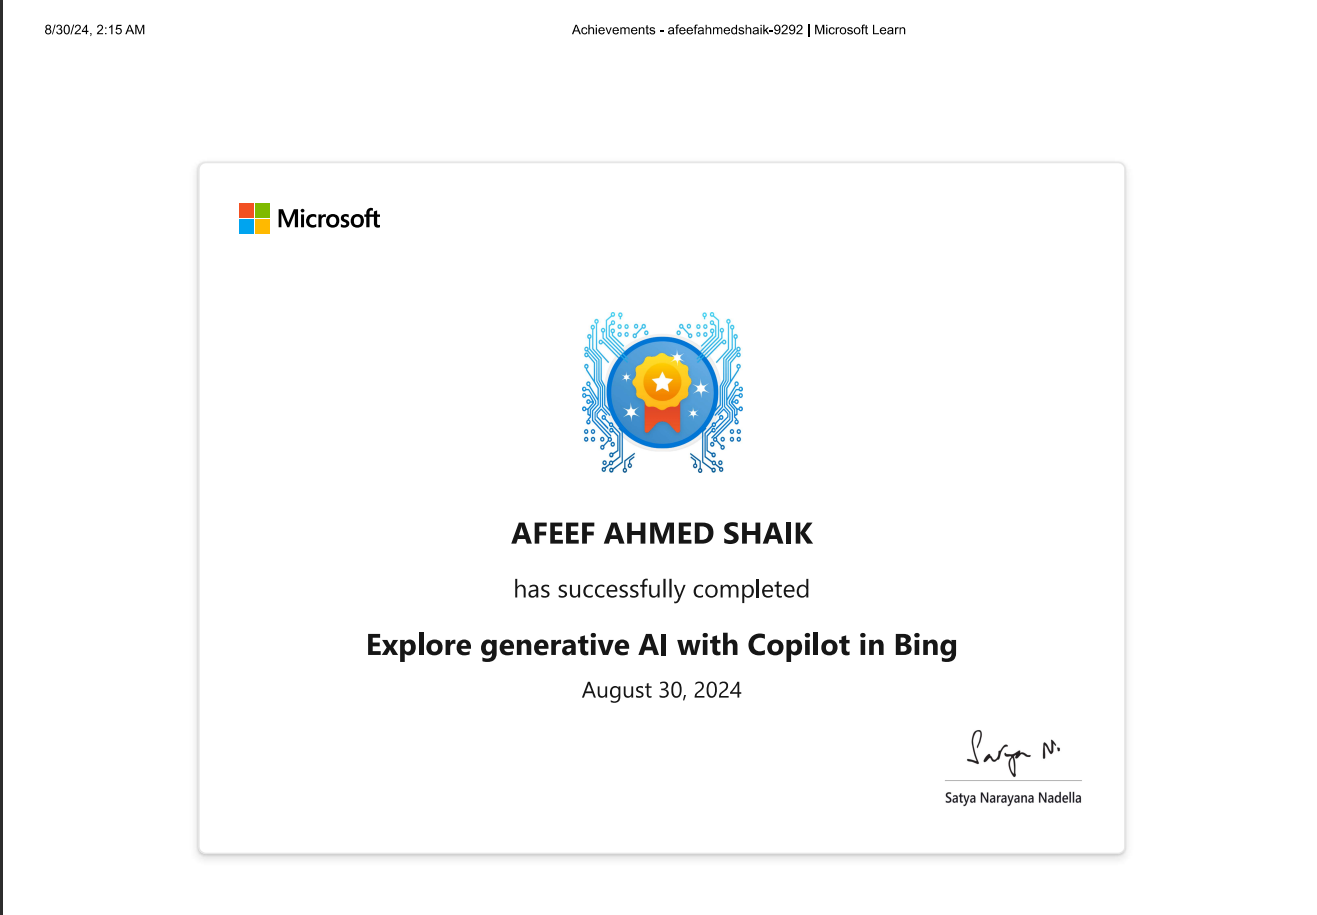 8/30/24, 2:15 AM Achievements - afeefahmedshaik-9292 | Microsoft Learn
Microsoft
AFEEF AHMED SHAIK
has successfully completed
Explore generative AI with Copilot in Bing
August 30, 2024
Satya N.
Satya Narayana Nadella